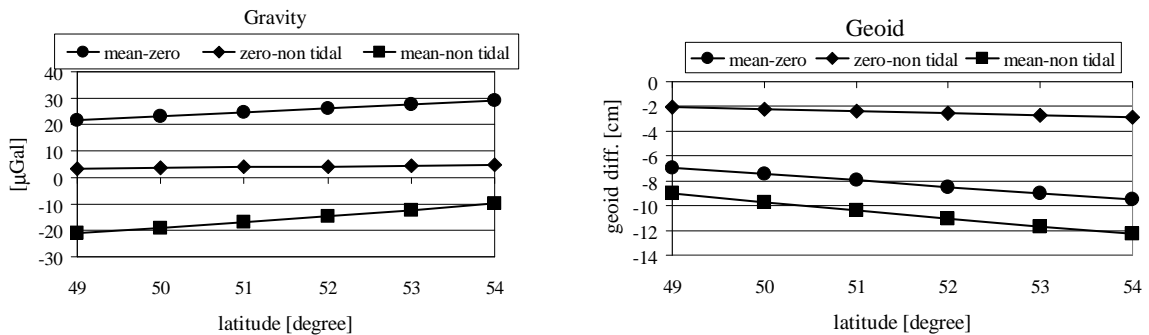 Gravity
mean-zero zero-non tidal mean-non tidal
40
30
20
10
0
-10
-20
-30
[μGal]
49 50 51 52 53 54
latitude [degree]
Geoid
mean-zero zero-non tidal mean-non tidal
0
-2
-4
-6
-8
-10
-12
-14
geoid diff. [cm]
49 50 51 52 53 54
latitude [degree]